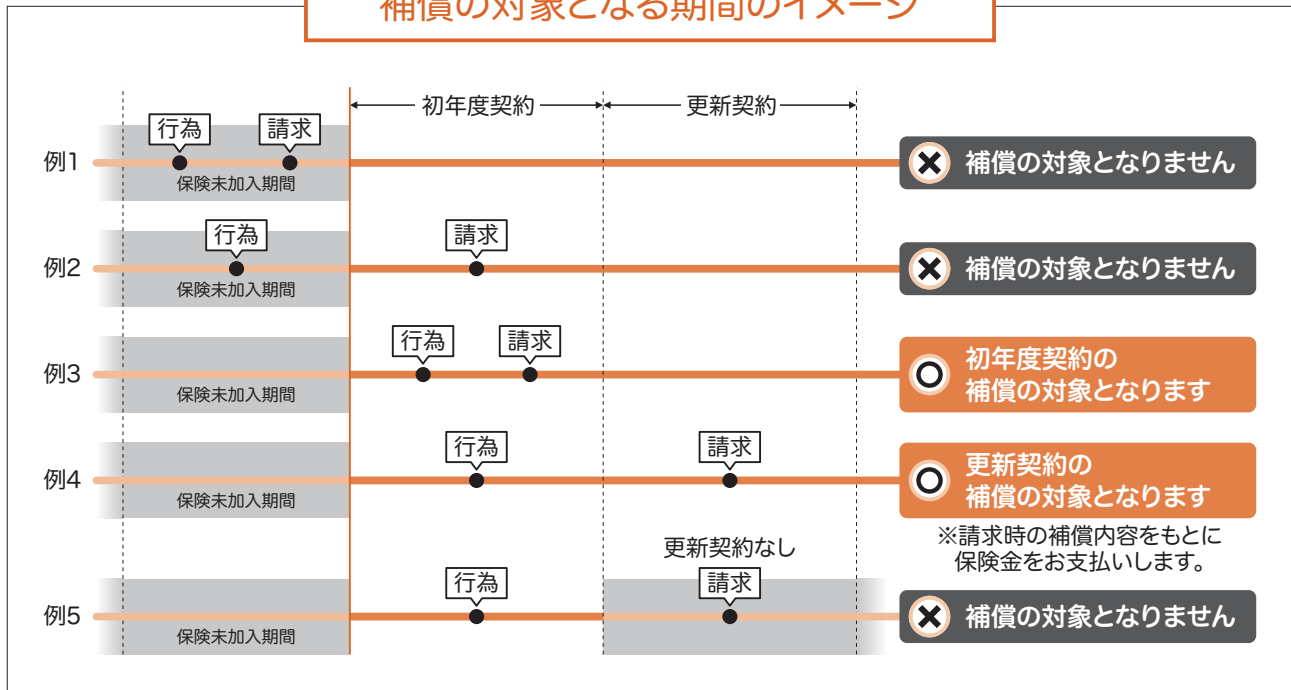 補償の対象となる期間のイメージ
初年度契約
更新契約
例1
行為
請求
保険未加入期間
補償の対象となりません
例2
行為
請求
保険未加入期間
補償の対象となりません
例3
行為
請求
保険未加入期間
初年度契約の
補償の対象となります
例4
行為
請求
保険未加入期間
更新契約の
補償の対象となります
※請求時の補償内容をもとに
保険金をお支払いします。
更新契約なし
例5
行為
請求
保険未加入期間
補償の対象となりません